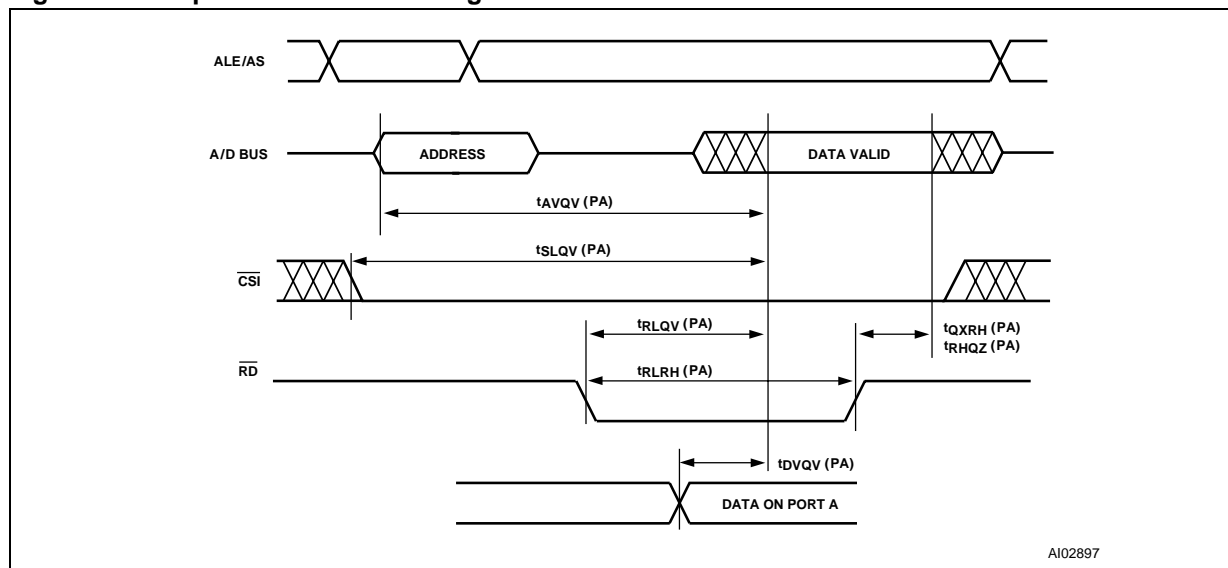 ALE/AS
A/D BUS
ADDRESS
DATA VALID
tAVQV (PA)
tSLQV (PA)
CSI
tRLQV (PA)
tQXRH (PA)
tRHQZ (PA)
RD
tRLRH (PA)
tDVQV (PA)
DATA ON PORT A
AI02897